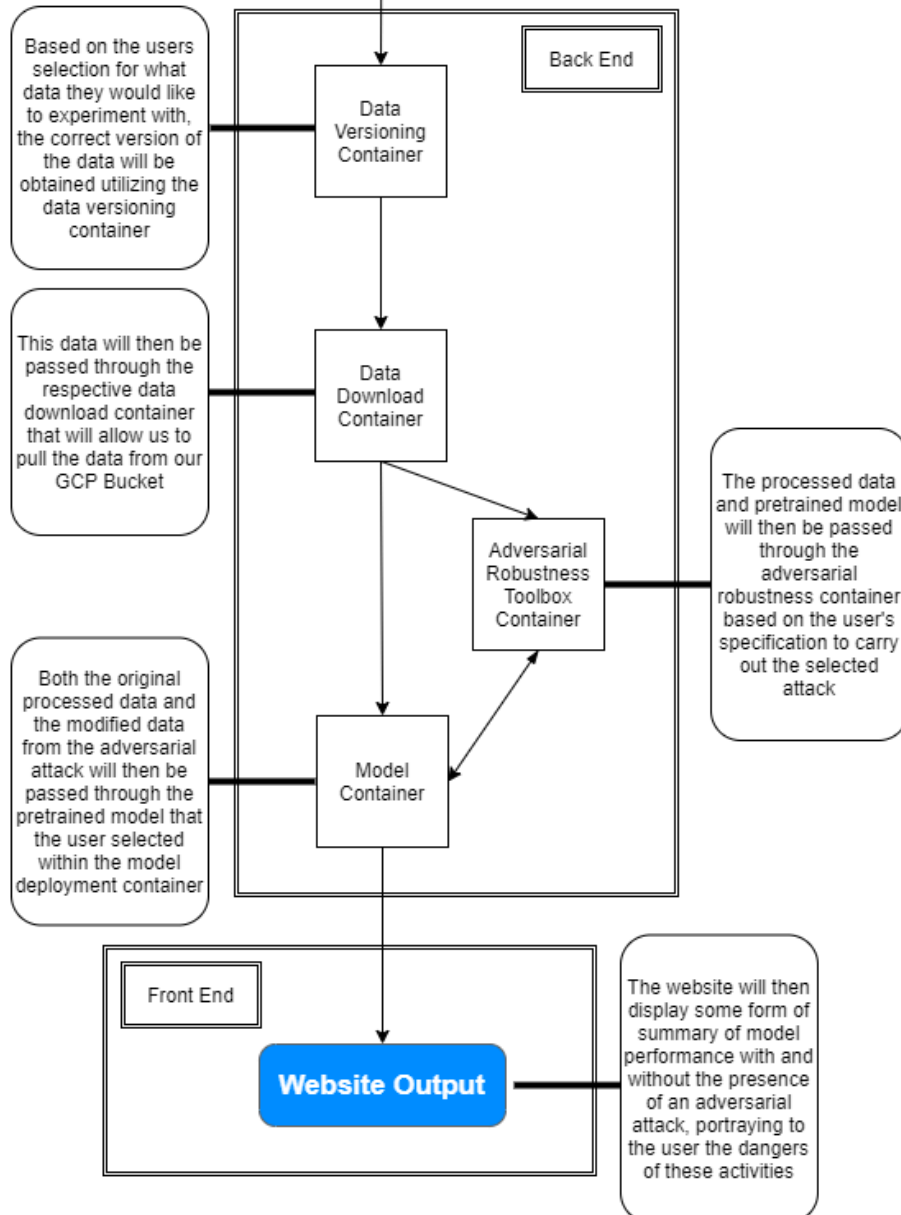 Based on the users
selection for what
data they would like
to experiment with,
the correct version of
the data will be
obtained utilizing the
data versioning
container
Back End
Data
Versioning
Container
This data will then be
passed through the
respective data
download container
that will allow us to
pull the data from our
GCP Bucket
Data
Download
Container
The processed data
and pretrained model
will then be passed
through the
adversarial
robustness container
based on the user's
specification to carry
out the selected
attack
Adversarial
Robustness
Toolbox
Container
Both the original
processed data and
the modified data
from the adversarial
attack will then be
passed through the
pretrained model that
the user selected
within the model
deployment container
Model
Container
Front End
Website Output
The website will then
display some form of
summary of model
performance with and
without the presence
of an adversarial
attack, portraying to
the user the dangers
of these activities